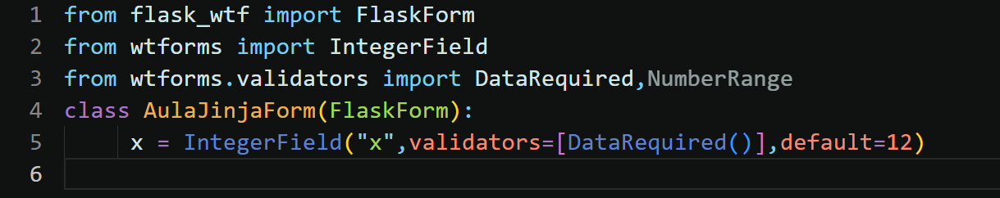 1 from flask_wtf import FlaskForm
2 from wtforms import IntegerField
3 from wtforms.validators import DataRequired,NumberRange
4 class AulaJinjaForm(FlaskForm):
5     x = IntegerField("x",validators=[DataRequired()],default=12)
6